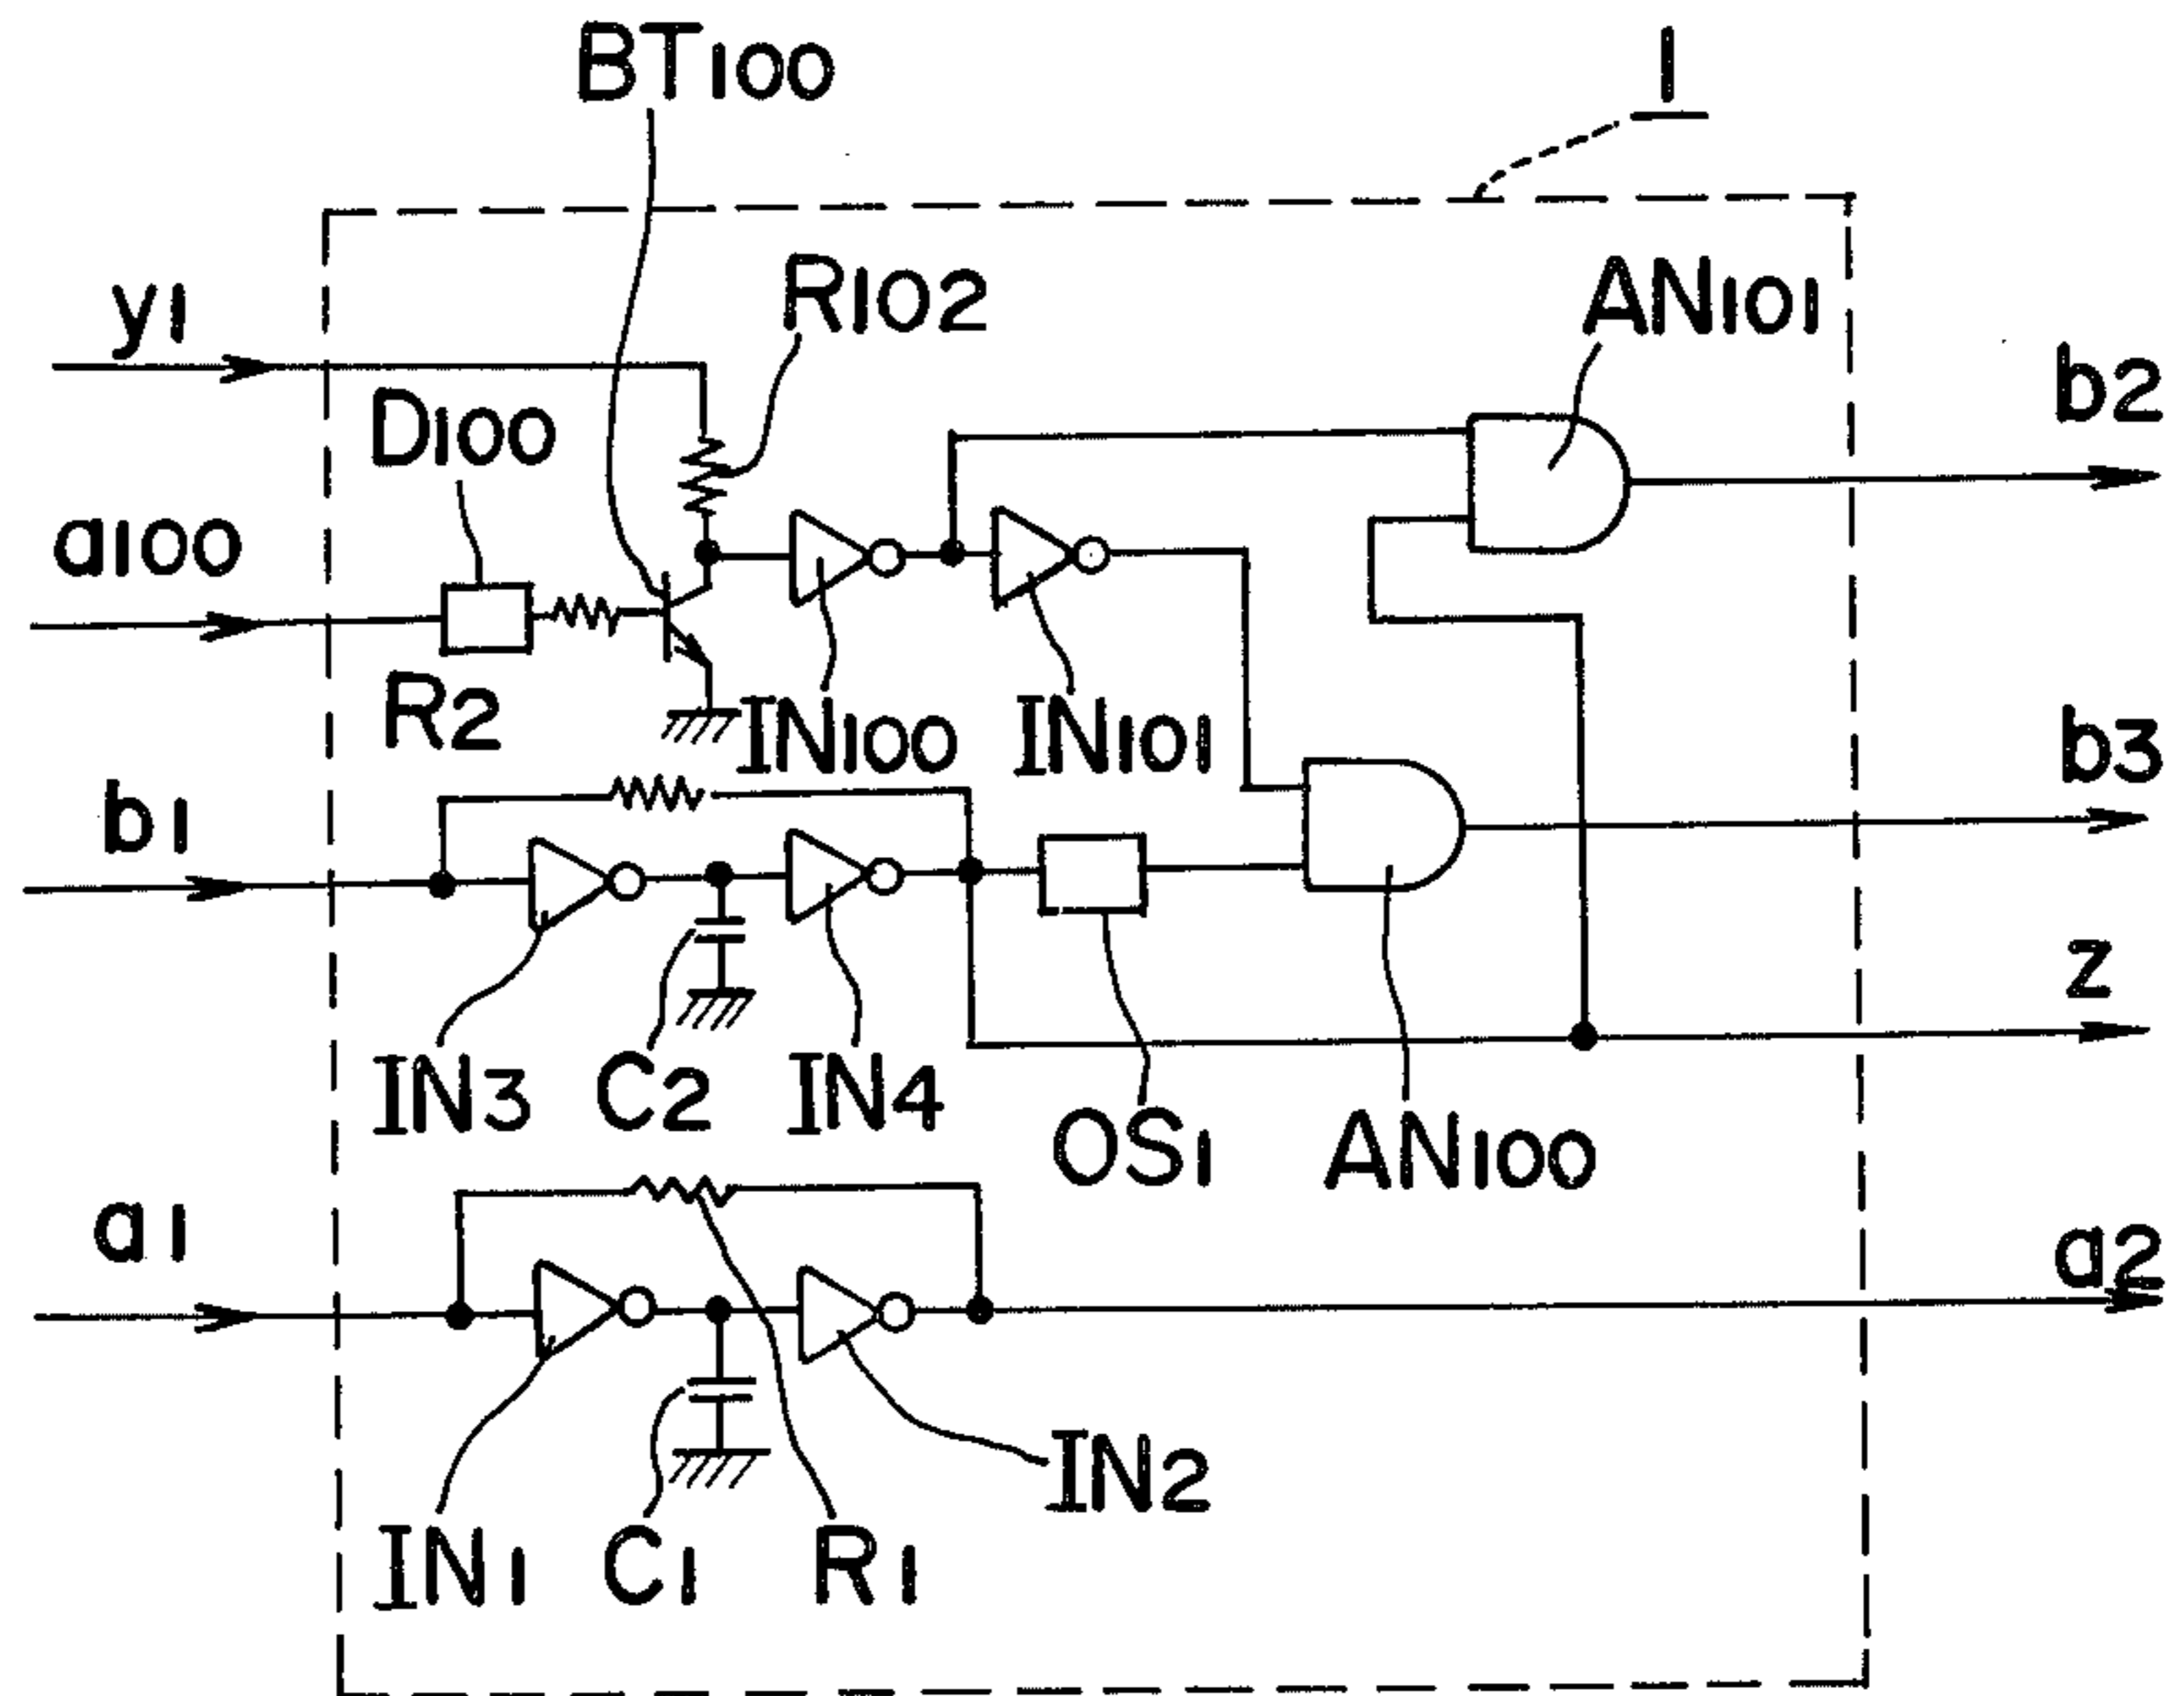 BT100
1
y1
R102
AN101
b2
D100
a100
R2
IN100
IN101
b3
b1
z
IN3
C2
IN4
OS1
AN100
a1
a2
IN2
IN1
C1
R1